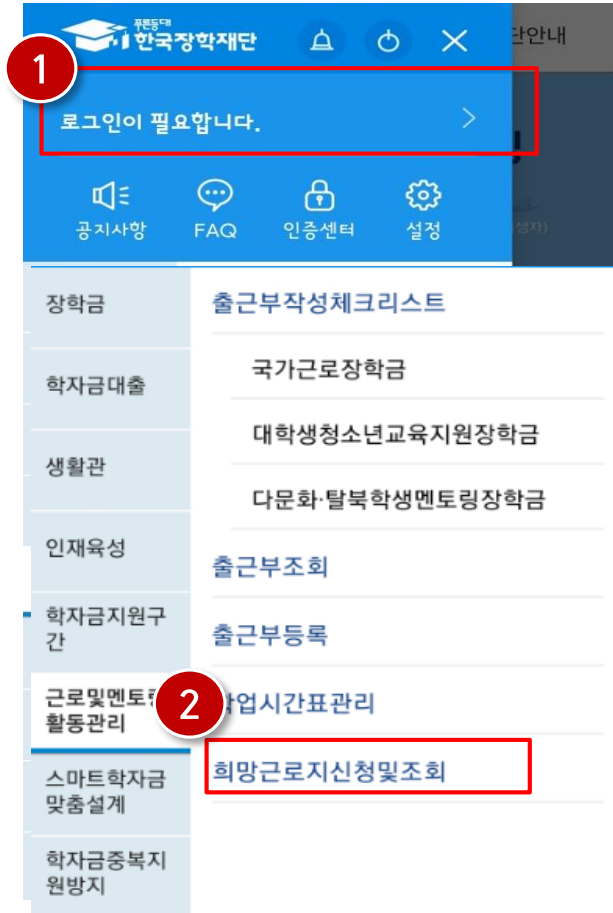 푸른등대
한국장학재단
단안내
1
로그인이 필요합니다.
공지사항 FAQ 인증센터 설정
장학금
학자금대출
생활관
인재육성
학자금지원구
간
근로및멘토링
활동관리
스마트학자금
맞춤설계
학자금중복지
원방지
출근부작성체크리스트
국가근로장학금
대학생청소년교육지원장학금
다문화·탈북학생멘토링장학금
출근부조회
출근부등록
2
학업시간표관리
희망근로지신청및조회